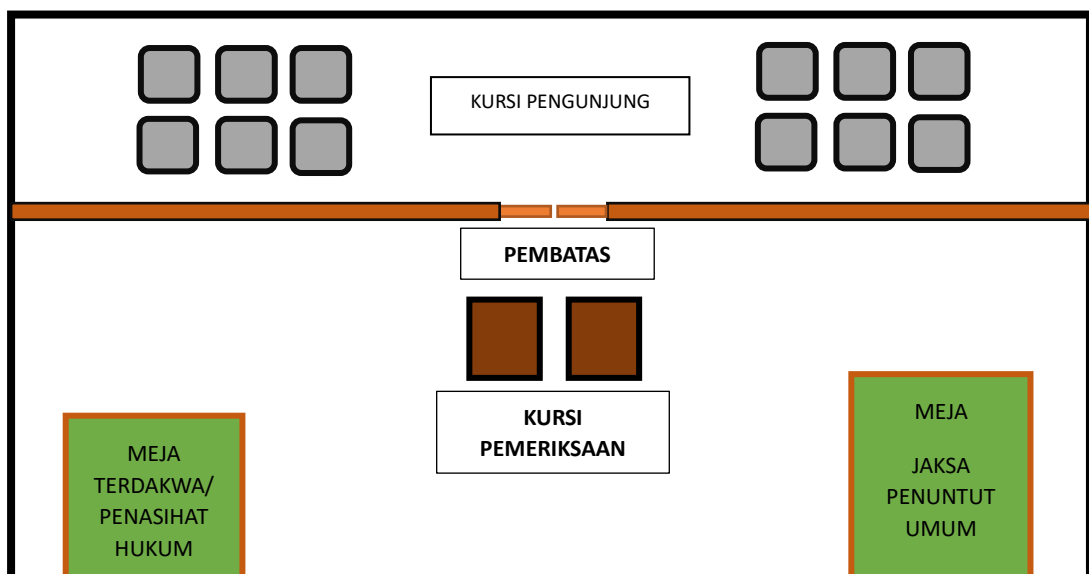 KURSI PENGUNJUNG
PEMBATAS
KURSI
PEMERIKSAAN
MEJA
TERDAKWA/
PENASIHAT
HUKUM
MEJA
JAKSA
PENUNTUT
UMUM